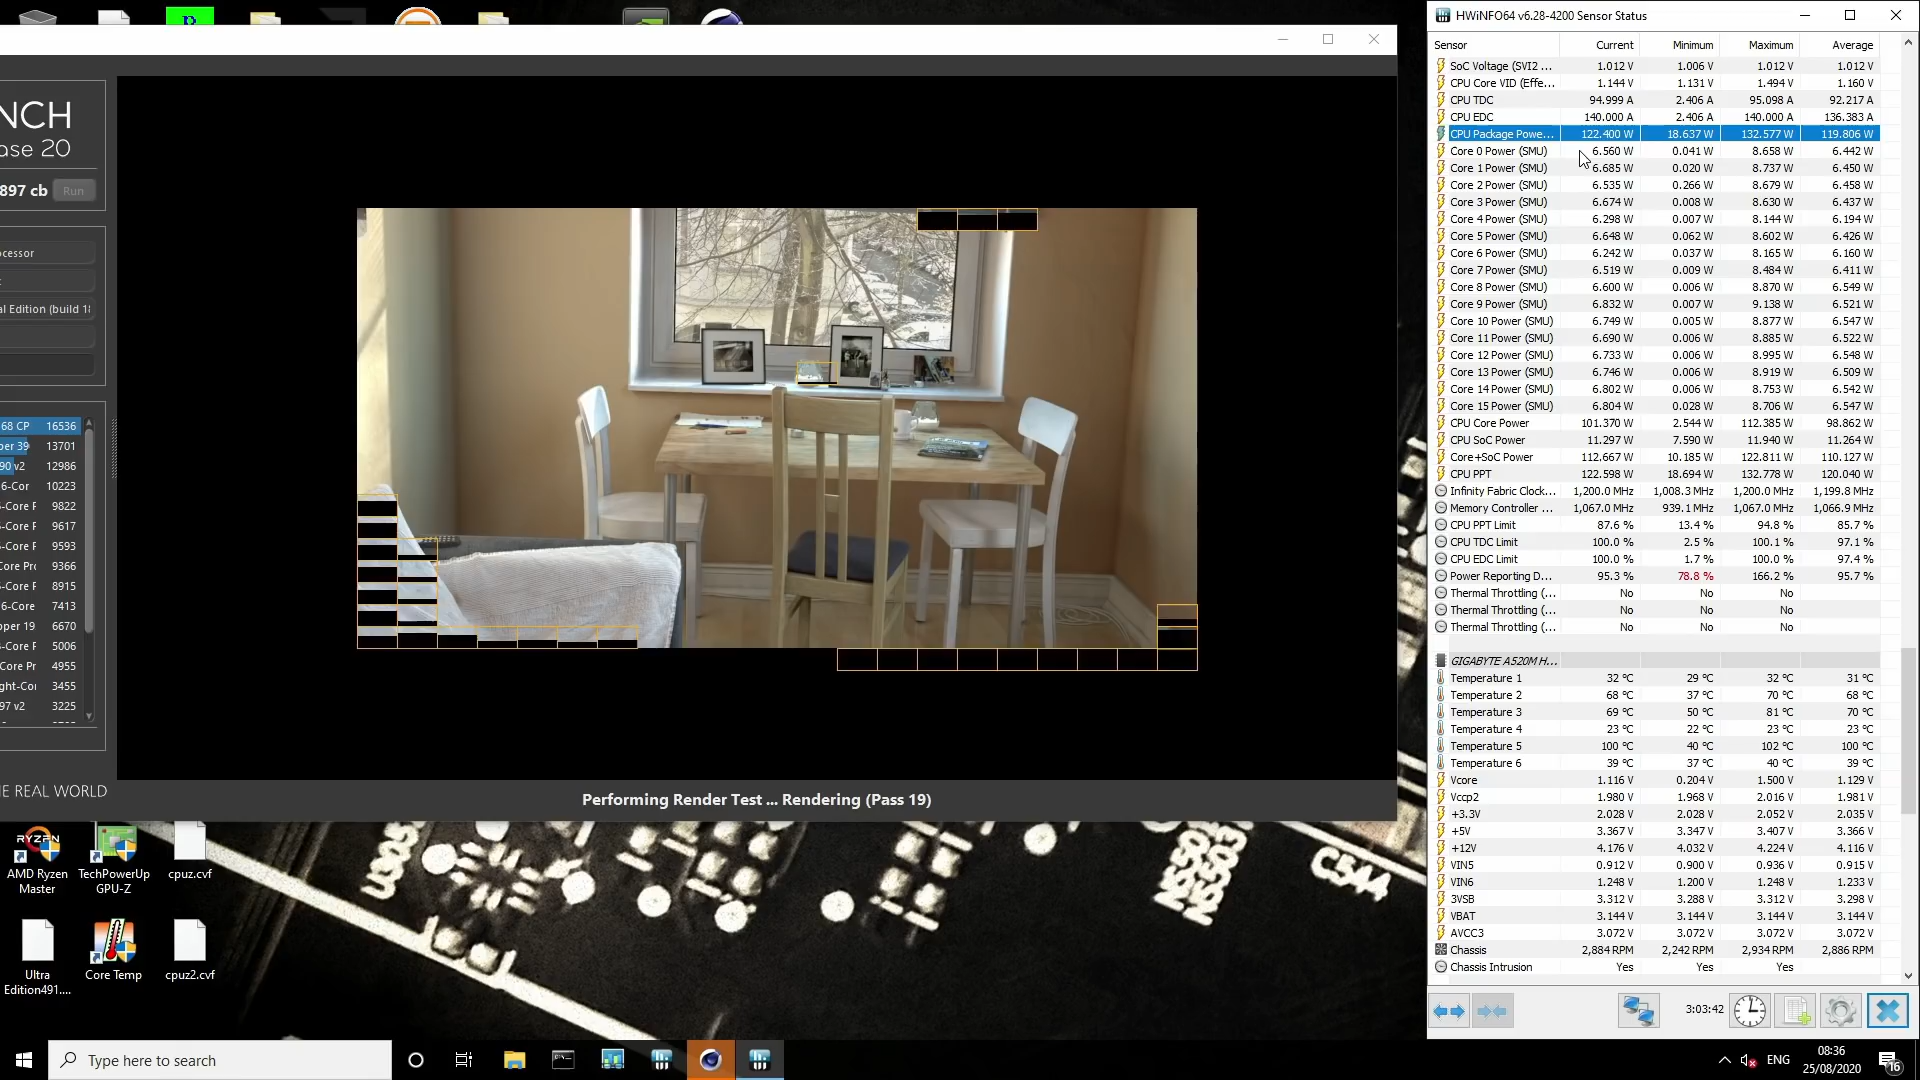 HWiNFO64 v6.28-4200 Sensor Status
Sensor Current Minimum Maximum Average
SoC Voltage (SVI2 ... 1.012 V 1.006 V 1.012 V 1.012 V
CPU Core VID (Effe... 1.144 V 1.131 V 1.494 V 1.160 V
CPU TDC 94.999 A 2.406 A 95.098 A 92.217 A
CPU EDC 140.000 A 2.406 A 140.000 A 136.383 A
CPU Package Powe... 122.400 W 18.637 W 132.577 W 119.806 W
Core 0 Power (SMU) 6.560 W 0.041 W 8.658 W 6.442 W
Core 1 Power (SMU) 6.685 W 0.020 W 8.737 W 6.450 W
Core 2 Power (SMU) 6.535 W 0.266 W 8.679 W 6.458 W
Core 3 Power (SMU) 6.674 W 0.008 W 8.630 W 6.437 W
Core 4 Power (SMU) 6.298 W 0.007 W 8.144 W 6.194 W
Core 5 Power (SMU) 6.648 W 0.062 W 8.602 W 6.426 W
Core 6 Power (SMU) 6.242 W 0.037 W 8.165 W 6.160 W
Core 7 Power (SMU) 6.519 W 0.009 W 8.484 W 6.411 W
Core 8 Power (SMU) 6.600 W 0.006 W 8.870 W 6.549 W
Core 9 Power (SMU) 6.832 W 0.007 W 9.138 W 6.521 W
Core 10 Power (SMU) 6.749 W 0.005 W 8.877 W 6.547 W
Core 11 Power (SMU) 6.690 W 0.006 W 8.885 W 6.522 W
Core 12 Power (SMU) 6.733 W 0.006 W 8.995 W 6.548 W
Core 13 Power (SMU) 6.746 W 0.006 W 8.919 W 6.509 W
Core 14 Power (SMU) 6.802 W 0.006 W 8.753 W 6.542 W
Core 15 Power (SMU) 6.804 W 0.028 W 8.706 W 6.547 W
CPU Core Power 101.370 W 2.544 W 112.385 W 98.862 W
CPU SoC Power 11.297 W 7.590 W 11.940 W 11.264 W
Core+SoC Power 112.667 W 10.185 W 122.811 W 110.127 W
CPU PPT 122.598 W 18.694 W 132.778 W 120.040 W
Infinity Fabric Clock... 1,200.0 MHz 1,008.3 MHz 1,200.0 MHz 1,199.8 MHz
Memory Controller ... 1,067.0 MHz 939.1 MHz 1,067.0 MHz 1,066.9 MHz
CPU PPT Limit 87.6 % 13.4 % 94.8 % 85.7 %
CPU TDC Limit 100.0 % 2.5 % 100.1 % 97.1 %
CPU EDC Limit 100.0 % 1.7 % 100.0 % 97.4 %
Power Reporting D... 95.3 % 78.8 % 166.2 % 95.7 %
Thermal Throttling (... No No No
Thermal Throttling (... No No No
Thermal Throttling (... No No No
GIGABYTE A520M H...
Temperature 1 32 °C 29 °C 32 °C 31 °C
Temperature 2 68 °C 37 °C 70 °C 68 °C
Temperature 3 69 °C 50 °C 81 °C 70 °C
Temperature 4 23 °C 22 °C 23 °C 23 °C
Temperature 5 100 °C 40 °C 102 °C 100 °C
Temperature 6 39 °C 37 °C 40 °C 39 °C
Vcore 1.116 V 0.204 V 1.500 V 1.129 V
Vccp2 1.980 V 1.968 V 2.016 V 1.981 V
+3.3V 2.028 V 2.028 V 2.052 V 2.035 V
+5V 3.367 V 3.347 V 3.407 V 3.366 V
+12V 4.176 V 4.032 V 4.224 V 4.116 V
VIN5 0.912 V 0.900 V 0.936 V 0.915 V
VIN6 1.248 V 1.200 V 1.248 V 1.233 V
3VSB 3.312 V 3.288 V 3.312 V 3.298 V
VBAT 3.144 V 3.144 V 3.144 V 3.144 V
AVCC3 3.072 V 3.072 V 3.072 V 3.072 V
Chassis 2,884 RPM 2,242 RPM 2,934 RPM 2,886 RPM
Chassis Intrusion Yes Yes Yes
3:03:42
NCH
ase 20
897 cb Run
cessor
al Edition (build 18
68 CP 16536
per 39 13701
90 v2 12986
6-Cor 10223
-Core F 9822
-Core F 9617
-Core F 9593
Core Pr 9366
-Core F 8915
6-Core 7413
pper 19 6670
-Core F 5006
Core Pr 4955
ght-Cor 3455
97 v2 3225
E REAL WORLD
Performing Render Test ... Rendering (Pass 19)
RYZEN
AMD Ryzen
Master
TechPowerUp
GPU-Z
cpuz.cvf
Ultra
Edition491....
Core Temp
cpuz2.cvf
C544
Type here to search
ENG
08:36
25/08/2020
16